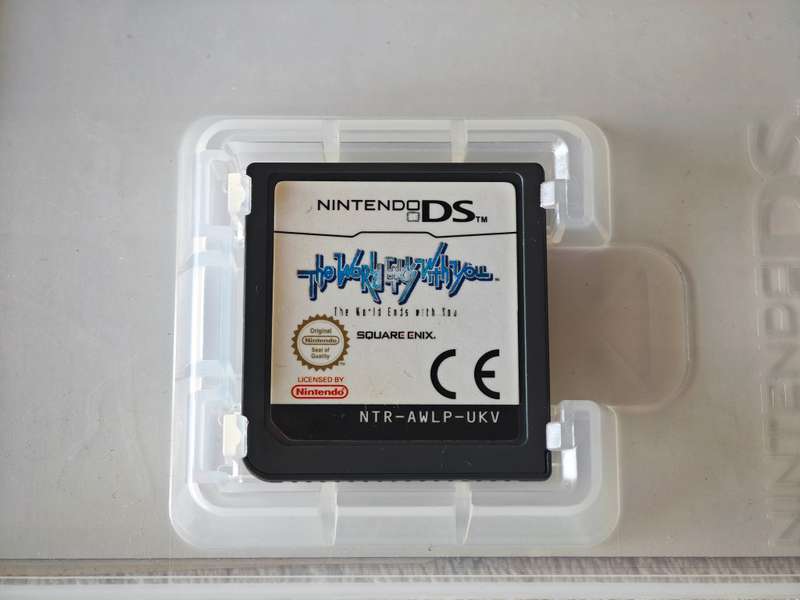 NINTENDO DS™
The World Ends With You™
The World Ends with You
Original
Nintendo
Seal of
Quality
SQUARE ENIX.
LICENSED BY
Nintendo
CE
NTR-AWLP-UKV
NINTENDO DS